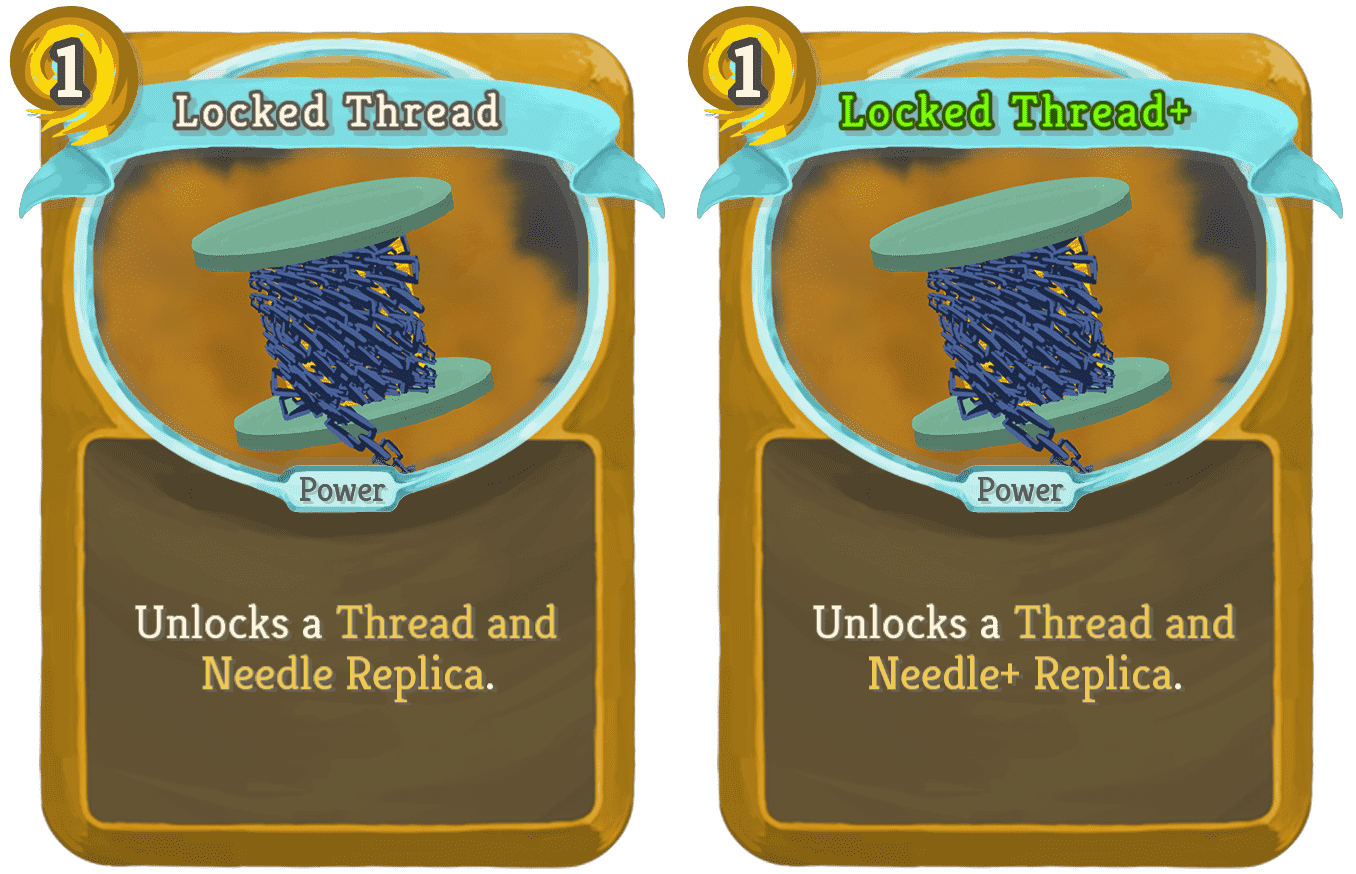 1
Locked Thread
Power
Unlocks a Thread and
Needle Replica.
1
Locked Thread+
Power
Unlocks a Thread and
Needle+ Replica.